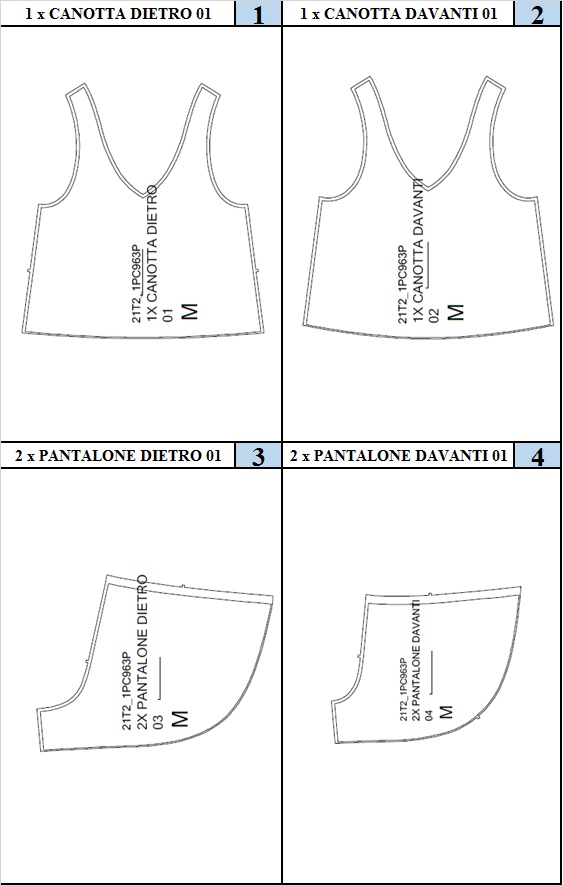 1 x CANOTTA DIETRO 01
1
1 x CANOTTA DAVANTI 01
2
21T2_1PC963P
1X CANOTTA DIETRO
01
M
21T2_1PC963P
1X CANOTTA DAVANTI
02
M
2 x PANTALONE DIETRO 01
3
2 x PANTALONE DAVANTI 01
4
21T2_1PC963P
2X PANTALONE DIETRO
03
M
21T2_1PC963P
2X PANTALONE DAVANTI
04
M